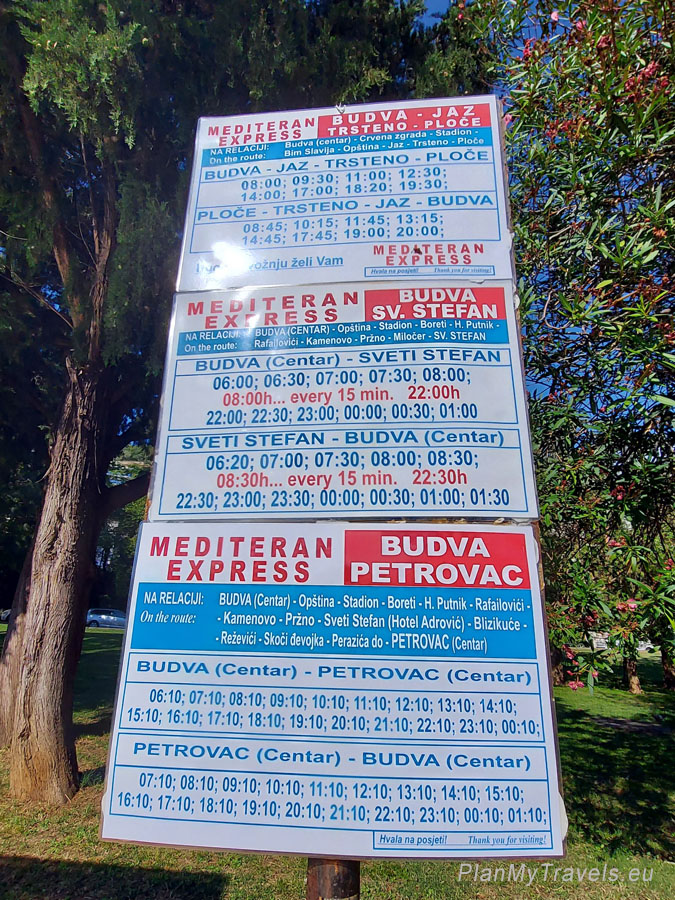 MEDITERAN
EXPRESS
BUDVA - JAZ
TRSTENO - PLOČE
NA RELACIJI:
On the route:
Budva (centar) - Crvena zgrada - Stadion -
Bim Slavija - Opština - Jaz - Trsteno - Ploče
BUDVA - JAZ - TRSTENO - PLOČE
08:00; 09:30; 11:00; 12:30;
14:00; 17:00; 18:20; 19:30;
PLOČE - TRSTENO - JAZ - BUDVA
08:45; 10:15; 11:45; 13:15;
14:45; 17:45; 19:00; 20:00;
želi Vam
MEDITERAN
EXPRESS
Hvala na posjeti! Thank you for visiting!
MEDITERAN
EXPRESS
BUDVA
SV. STEFAN
NA RELACIJI:
On the route:
BUDVA (CENTAR) - Opština - Stadion - Boreti - H. Putnik -
Rafailovići - Kamenovo - Pržno - Miločer - SV. STEFAN
BUDVA (Centar) - SVETI STEFAN
06:00; 06:30; 07:00; 07:30; 08:00;
08:00h... every 15 min. 22:00h
22:00; 22:30; 23:00; 00:00; 00:30; 01:00
SVETI STEFAN - BUDVA (Centar)
06:20; 07:00; 07:30; 08:00; 08:30;
08:30h... every 15 min. 22:30h
22:30; 23:00; 23:30; 00:00; 00:30; 01:00; 01:30
MEDITERAN
EXPRESS
BUDVA
PETROVAC
NA RELACIJI:
On the route:
BUDVA (Centar) - Opština - Stadion - Boreti - H. Putnik - Rafailovići -
- Kamenovo - Pržno - Sveti Stefan (Hotel Adrović) - Blizikuće -
- Reževići - Skoči devojka - Perazića do - PETROVAC (Centar)
BUDVA (Centar) - PETROVAC (Centar)
06:10; 07:10; 08:10; 09:10; 10:10; 11:10; 12:10; 13:10; 14:10;
15:10; 16:10; 17:10; 18:10; 19:10; 20:10; 21:10; 22:10; 23:10; 00:10;
PETROVAC (Centar) - BUDVA (Centar)
07:10; 08:10; 09:10; 10:10; 11:10; 12:10; 13:10; 14:10; 15:10;
16:10; 17:10; 18:10; 19:10; 20:10; 21:10; 22:10; 23:10; 00:10; 01:10;
Hvala na posjeti! Thank you for visiting!
PlanMyTravels.eu